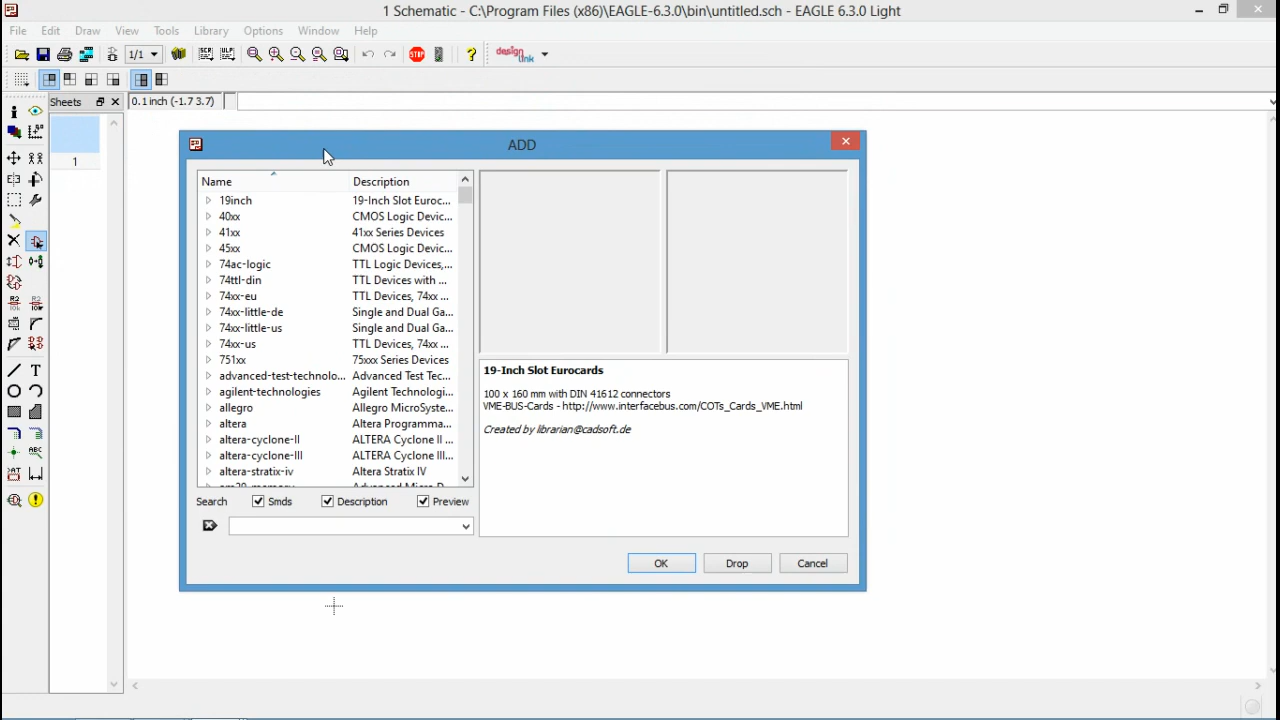 1 Schematic - C:\Program Files (x86)\EAGLE-6.3.0\bin\untitled.sch - EAGLE 6.3.0 Light
File Edit Draw View Tools Library Options Window Help
1/1 SCR ULP STOP ? design link
Sheets 0.1 inch (-1.7 3.7)
1
ADD
Name Description
19inch 19-Inch Slot Euroc...
40xx CMOS Logic Devic...
41xx 41xx Series Devices
45xx CMOS Logic Devic...
74ac-logic TTL Logic Devices,...
74ttl-din TTL Devices with ...
74xx-eu TTL Devices, 74xx ...
74xx-little-de Single and Dual Ga...
74xx-little-us Single and Dual Ga...
74xx-us TTL Devices, 74xx ...
751xx 75xxx Series Devices
advanced-test-technolo... Advanced Test Tec...
agilent-technologies Agilent Technologi...
allegro Allegro MicroSyste...
altera Altera Programma...
altera-cyclone-II ALTERA Cyclone II ...
altera-cyclone-III ALTERA Cyclone III...
altera-stratix-iv Altera Stratix IV
19-Inch Slot Eurocards
100 x 160 mm with DIN 41612 connectors
VME-BUS-Cards - http://www.interfacebus.com/COTs_Cards_VME.html
Created by librarian@cadsoft.de
Search Smds Description Preview
OK Drop Cancel